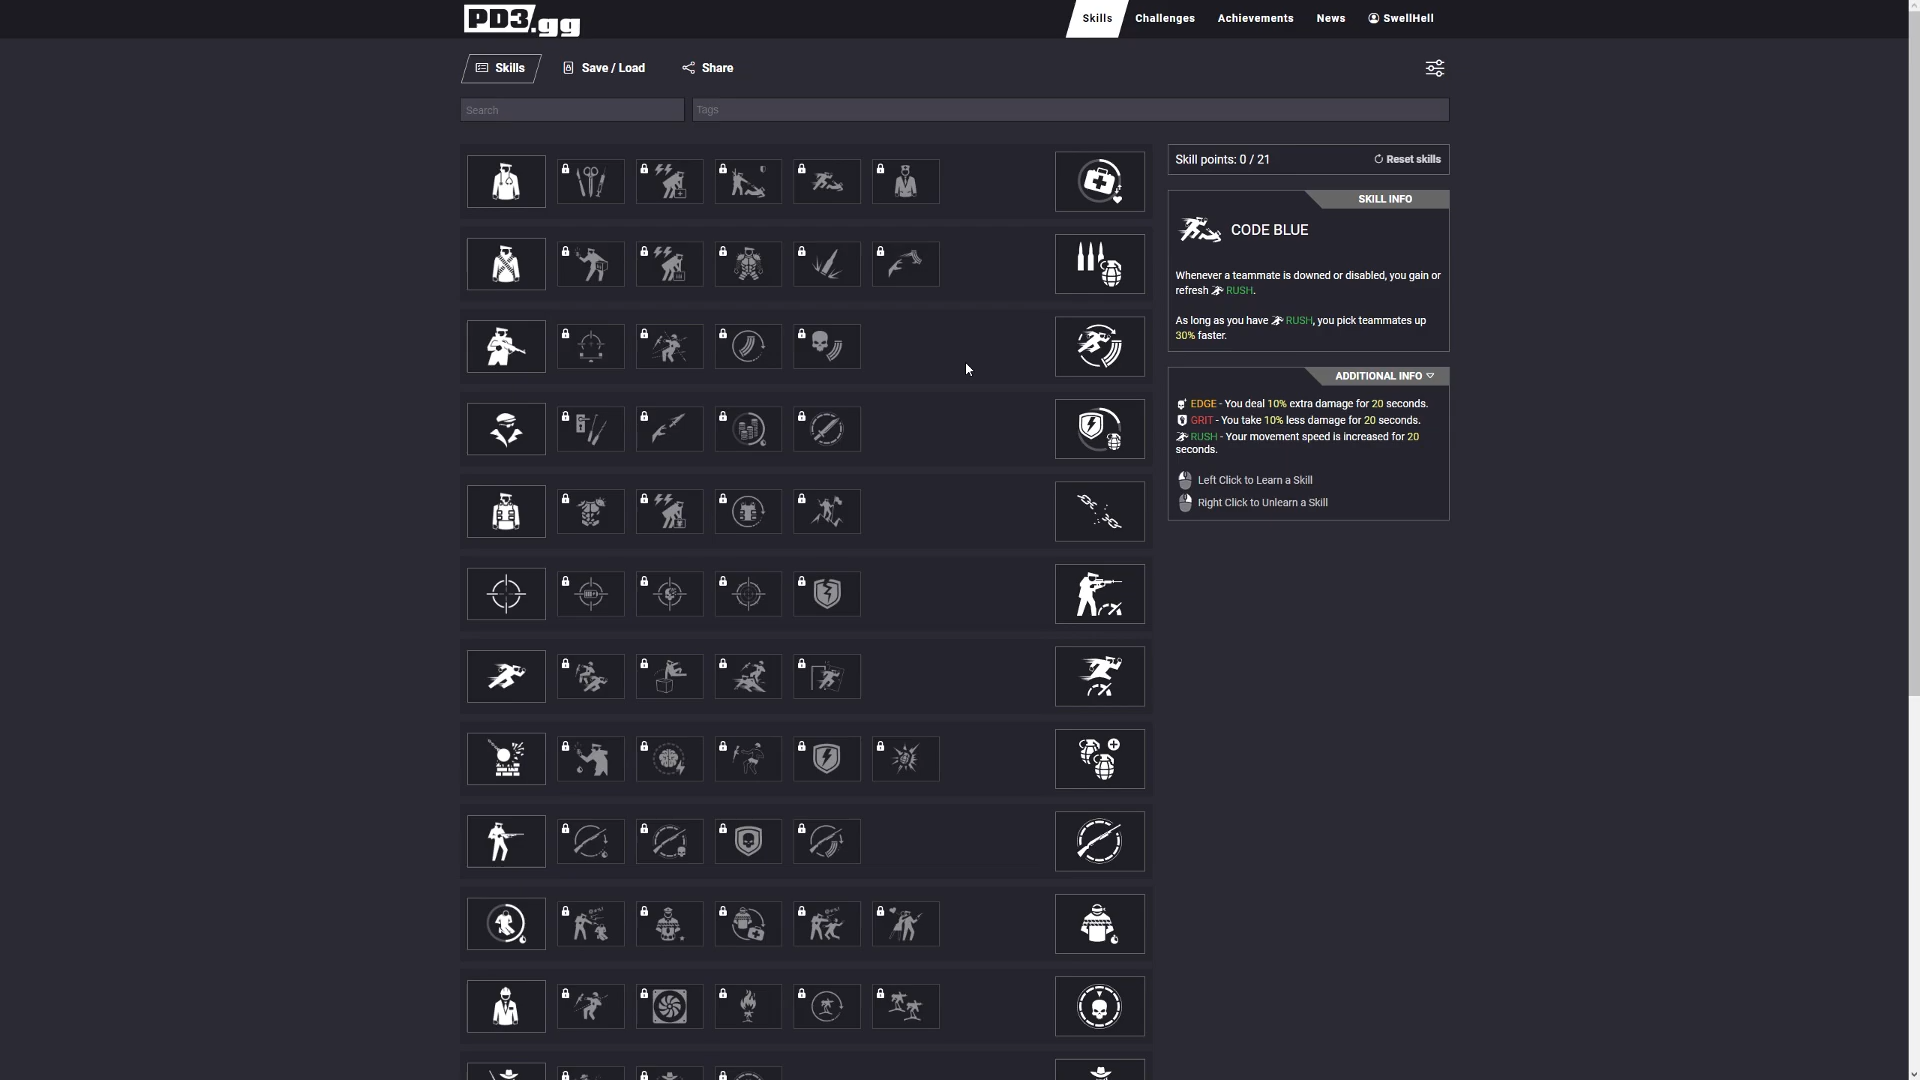 PD3.gg
Skills
Challenges
Achievements
News
SwellHell
Skills
Save / Load
Share
Search
Tags
Skill points: 0 / 21
Reset skills
SKILL INFO
CODE BLUE
Whenever a teammate is downed or disabled, you gain or
refresh RUSH.
As long as you have RUSH, you pick teammates up
30% faster.
ADDITIONAL INFO
EDGE - You deal 10% extra damage for 20 seconds.
GRIT - You take 10% less damage for 20 seconds.
RUSH - Your movement speed is increased for 20
seconds.
Left Click to Learn a Skill
Right Click to Unlearn a Skill